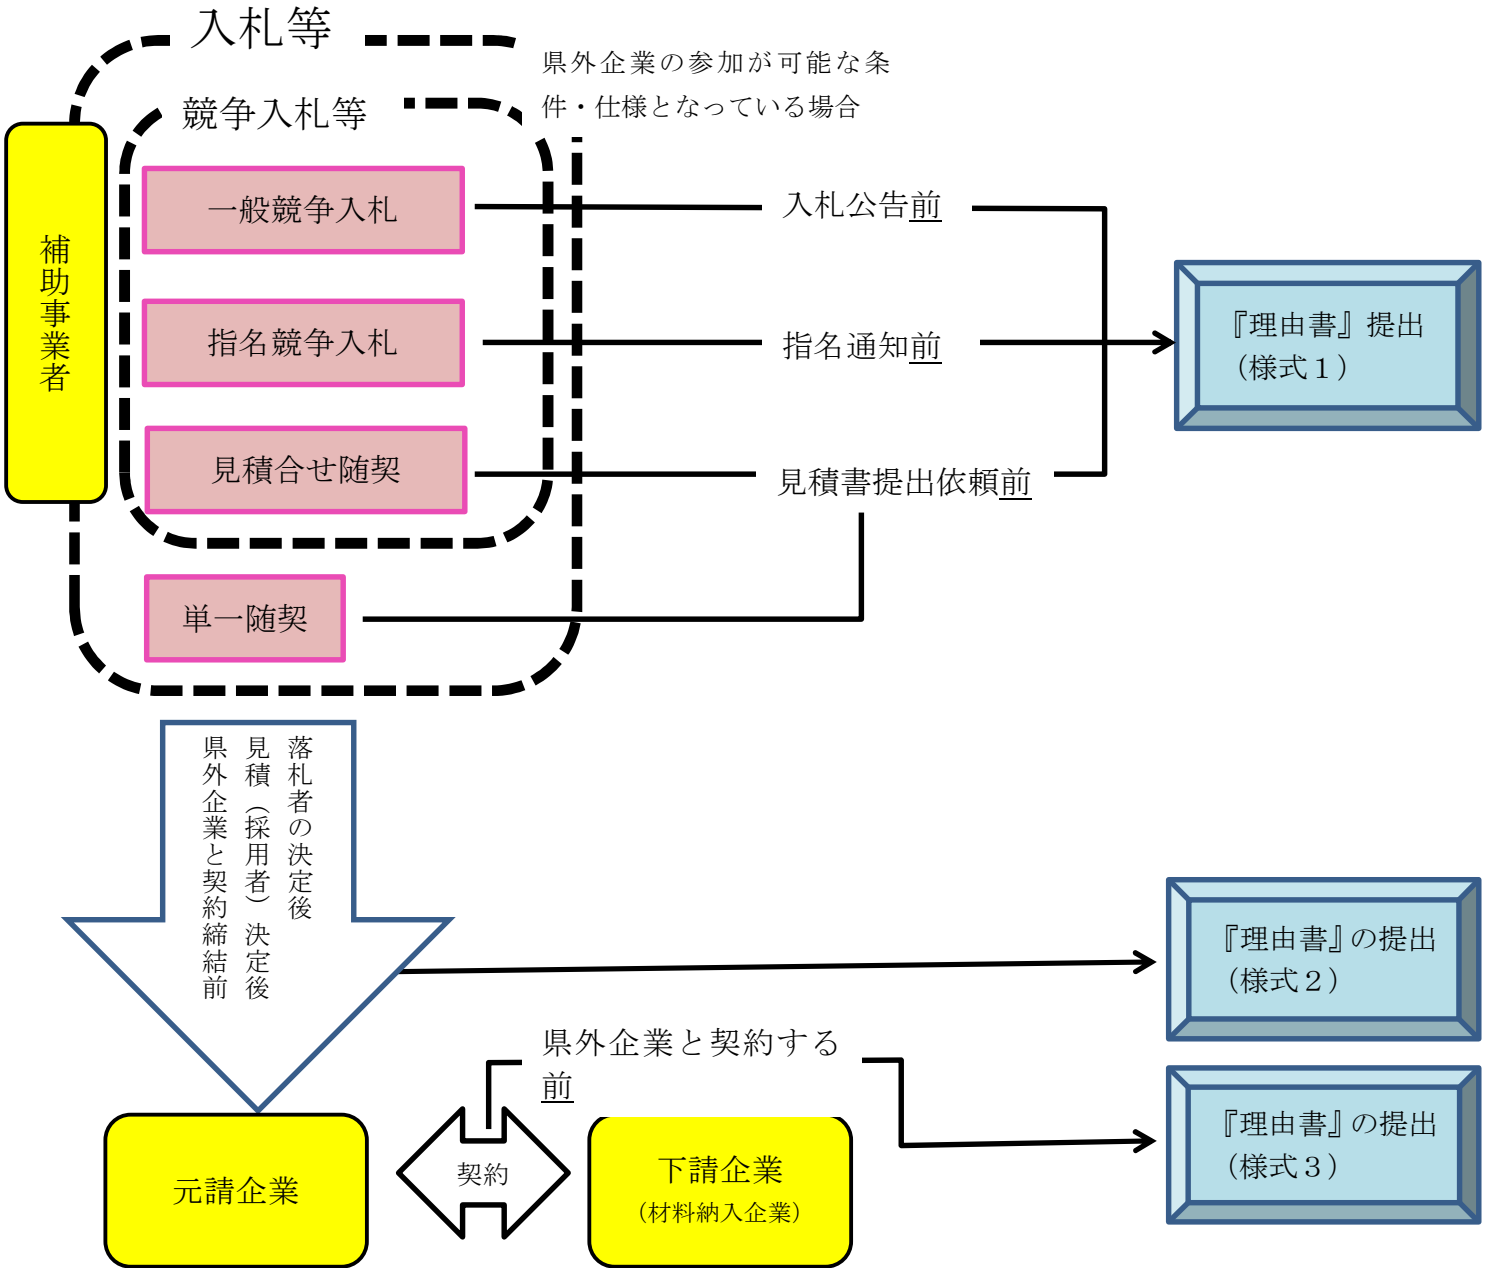 入札等
県外企業の参加が可能な条
件・仕様となっている場合
競争入札等
補助事業者
一般競争入札
入札公告前
指名競争入札
指名通知前
『理由書』提出
（様式１）
見積合せ随契
見積書提出依頼前
単一随契
落札者の決定後
見積（採用者）決定後
県外企業と契約締結前
『理由書』の提出
（様式２）
県外企業と契約する
前
『理由書』の提出
（様式３）
元請企業
契約
下請企業
（材料納入企業）